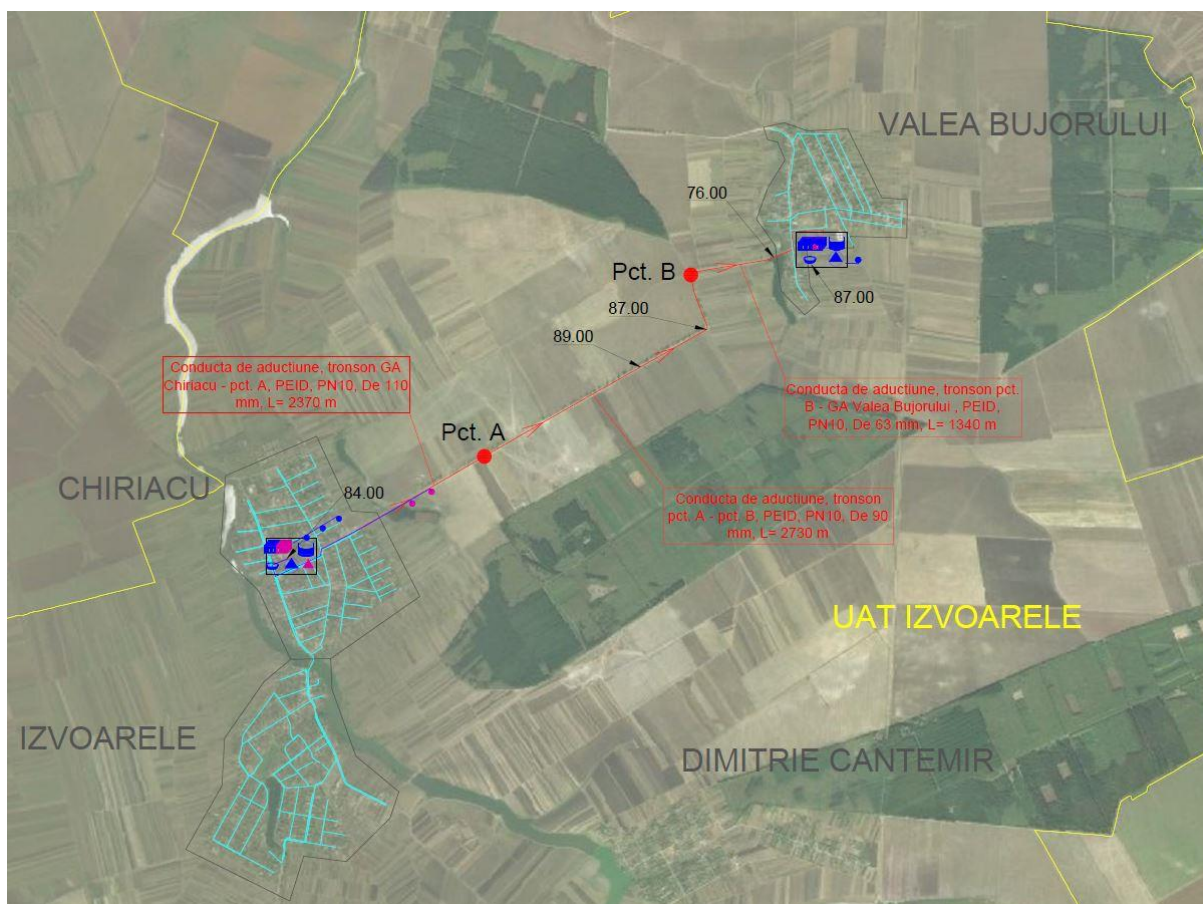 VALEA BUJORULUI
76.00
Pct. B
87.00
87.00
89.00
Conducta de aductiune, tronson GA
Chiriacu - pct. A, PEID, PN10, De 110
mm, L= 2370 m
Conducta de aductiune, tronson pct.
B - GA Valea Bujorului , PEID,
PN10, De 63 mm, L= 1340 m
Pct. A
CHIRIACU
84.00
Conducta de aductiune, tronson
pct. A - pct. B, PEID, PN10, De 90
mm, L= 2730 m
UAT IZVOARELE
IZVOARELE
DIMITRIE CANTEMIR